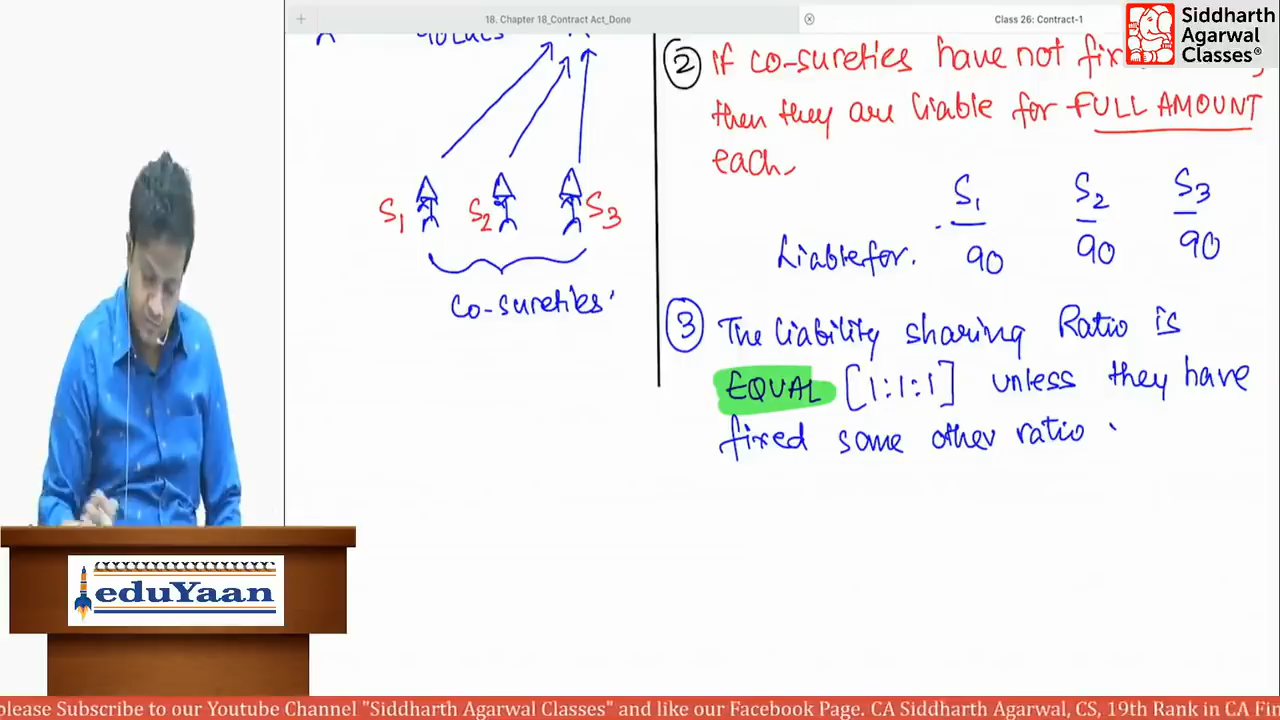 18. Chapter 18_Contract Act_Done
Class 26: Contract-1
Siddharth
Agarwal
Classes®
② If co-sureties have not
then they are liable for FULL AMOUNT
each.
S1 S2 S3
Liable for. 90 90 90
S1 S2 S3
co-sureties
③ The liability sharing Ratio is
EQUAL [1:1:1] unless they have
fixed some other ratio.
eduYaan
please Subscribe to our Youtube Channel "Siddharth Agarwal Classes" and like our Facebook Page. CA Siddharth Agarwal, CS, 19th Rank in CA Fin